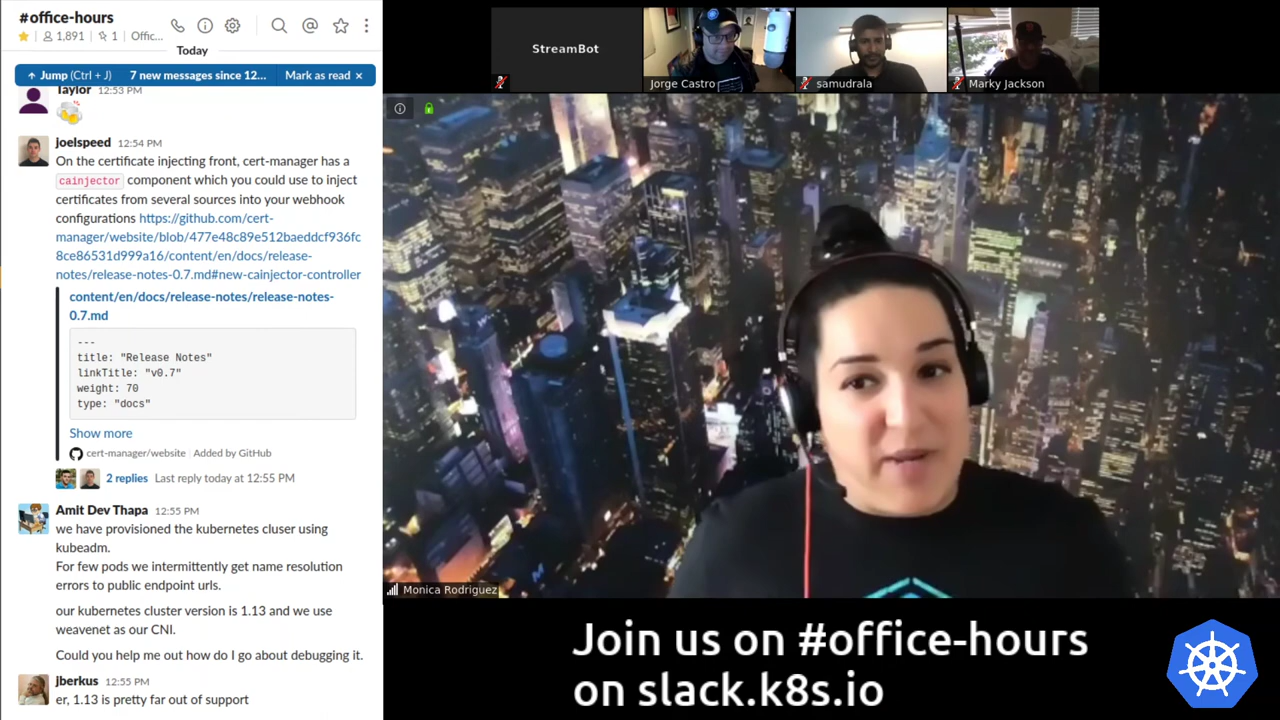 #office-hours
1,891 1 Offic...
Today
Jump (Ctrl + J) 7 new messages since 12... Mark as read ×
Taylor 12:53 PM
joelspeed 12:54 PM
On the certificate injecting front, cert-manager has a
cainjector component which you could use to inject
certificates from several sources into your webhook
configurations https://github.com/cert-
manager/website/blob/477e48c89e512baeddcf936fc
8ce86531d999a16/content/en/docs/release-
notes/release-notes-0.7.md#new-cainjector-controller
content/en/docs/release-notes/release-notes-
0.7.md
---
title: "Release Notes"
linkTitle: "v0.7"
weight: 70
type: "docs"
Show more
cert-manager/website Added by GitHub
2 replies Last reply today at 12:55 PM
Amit Dev Thapa 12:55 PM
we have provisioned the kubernetes cluser using
kubeadm.
For few pods we intermittently get name resolution
errors to public endpoint urls.
our kubernetes cluster version is 1.13 and we use
weavenet as our CNI.
Could you help me out how do I go about debugging it.
jberkus 12:55 PM
er, 1.13 is pretty far out of support
StreamBot
Jorge Castro
samudrala
Marky Jackson
Monica Rodriguez
Join us on #office-hours
on slack.k8s.io